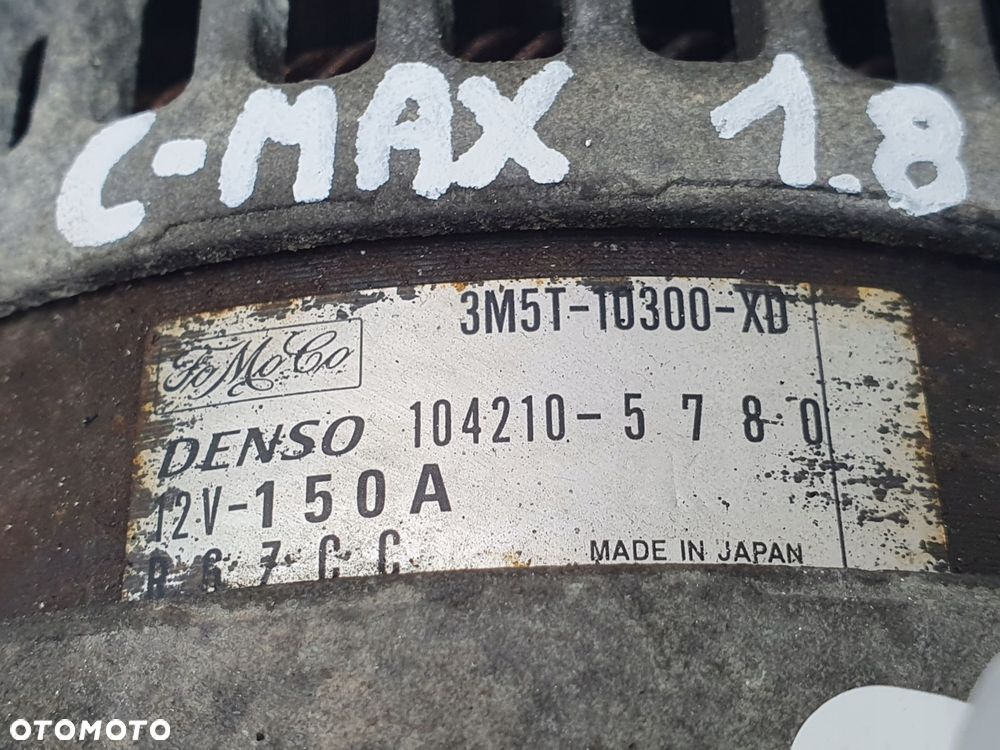 C-MAX 1.8
3M5T-10300-XD
FoMoCo
DENSO 104210-5780
12V-150A
MADE IN JAPAN
OTOMOTO